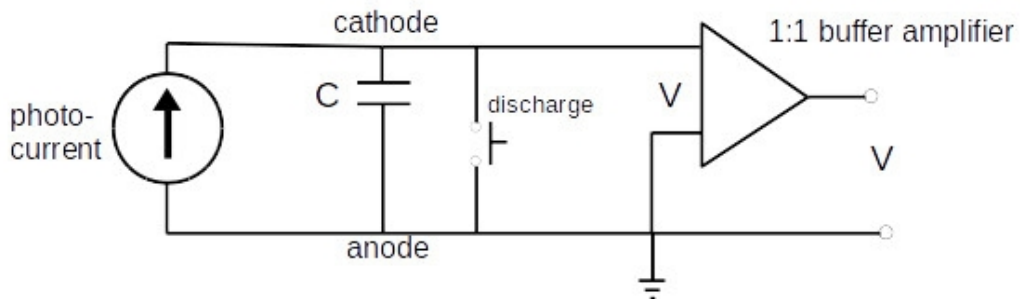 cathode
1:1 buffer amplifier
C
discharge
V
photo-
current
V
anode